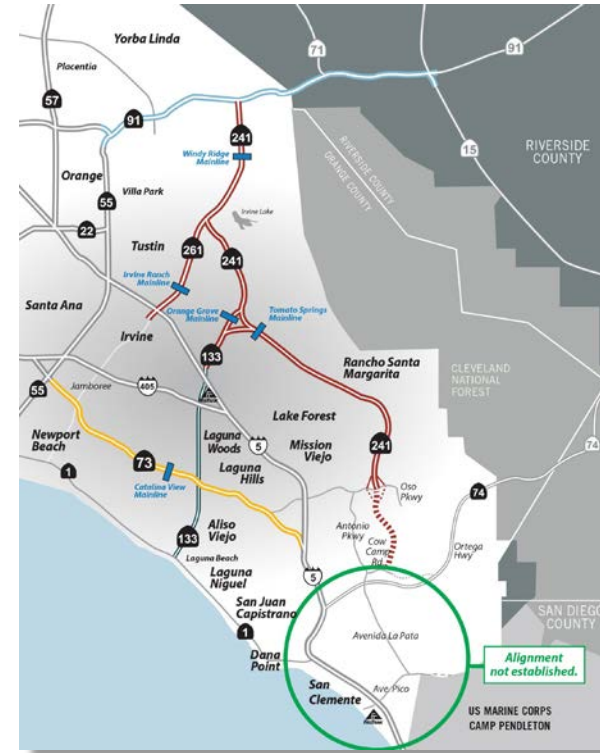 Yorba Linda
Placentia
57
91
71
91
241
Windy Ridge
Mainline
15
RIVERSIDE
COUNTY
RIVERSIDE COUNTY
ORANGE COUNTY
Orange
55
Villa Park
22
Irvine Lake
Tustin
261
241
Irvine Ranch
Mainline
Orange Grove
Mainline
Tomato Springs
Mainline
Santa Ana
Irvine
133
Rancho Santa
Margarita
CLEVELAND
NATIONAL
FOREST
55
Jamboree
405
Lake Forest
Newport
Beach
Laguna
Woods
5
Mission
Viejo
241
74
1
73
Laguna
Hills
Catalina View
Mainline
Oso
Pkwy
74
133
Aliso
Viejo
Antonio
Pkwy
Cow
Camp
Rd
Ortega
Hwy
Laguna Beach
Laguna
Niguel
5
San Juan
Capistrano
SAN DIEGO
COUNTY
1
Avenida La Pata
Dana
Point
Alignment
not established.
San
Clemente
Ave. Pico
US MARINE CORPS
CAMP PENDLETON